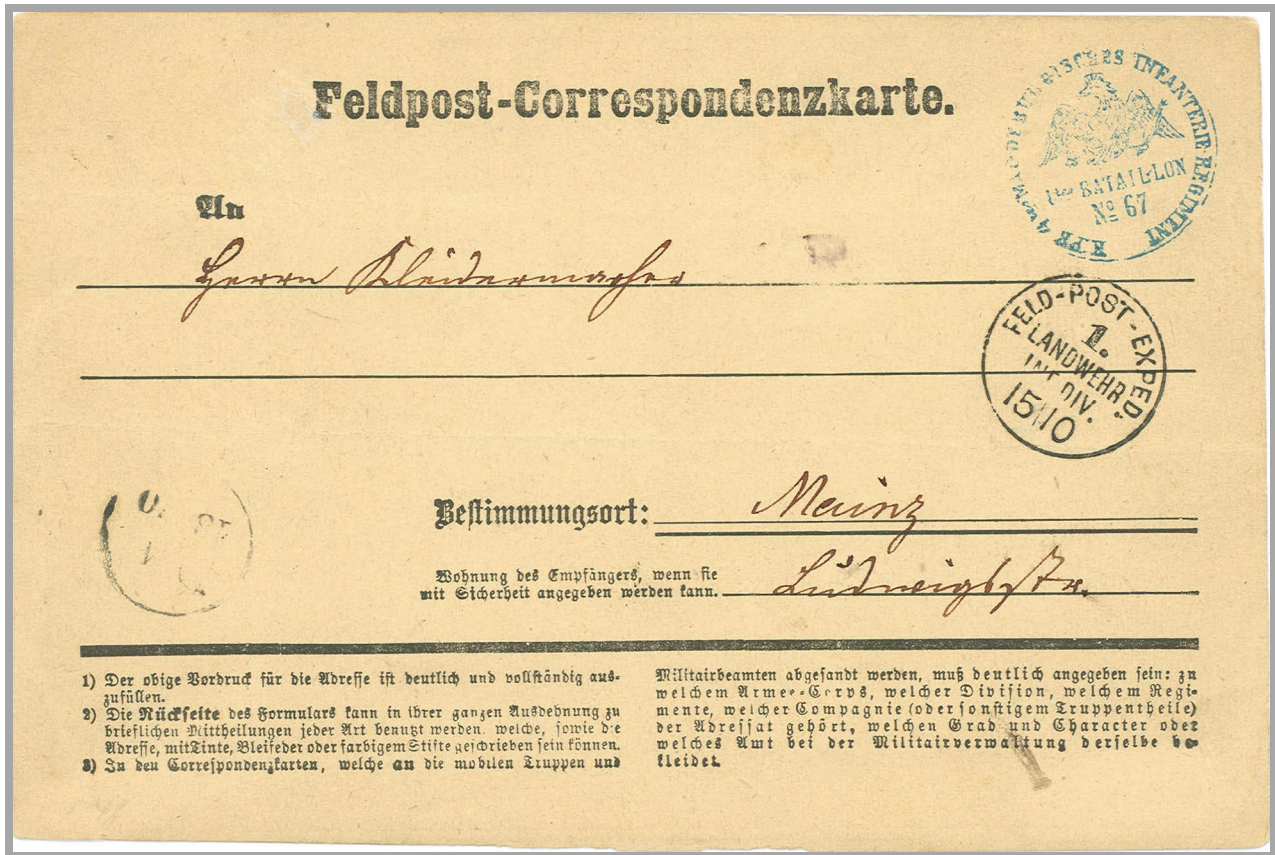 Feldpost-Correspondenzkarte.
K. PR. 4tes MAGDEBURGISCHES INFANTERIE-REGIMENT
1tes BATAILLON
No 67
An
Herrn Kleidermacher
FELD-POST-EXPED.
1.
LANDWEHR
INF DIV.
15 10
Bestimmungsort: Mainz
Wohnung des Empfängers, wenn sie
mit Sicherheit angegeben werden kann. Ludwigsstr.
1) Der obige Vordruck für die Adresse ist deutlich und vollständig aus-
zufüllen.
2) Die Rückseite des Formulars kann in ihrer ganzen Ausdehnung zu
brieflichen Mittheilungen jeder Art benutzt werden, welche, sowie die
Adresse, mit Tinte, Bleifeder oder farbigem Stifte geschrieben sein können.
3) In den Correspondenzkarten, welche an die mobilen Truppen und
Militairbeamten abgesandt werden, muß deutlich angegeben sein: zu
welchem Armee-Corps, welcher Division, welchem Regi-
mente, welcher Compagnie (oder sonstigem Truppentheile)
der Adressat gehört, welchen Grad und Character oder
welches Amt bei der Militairverwaltung derselbe be-
kleidet.